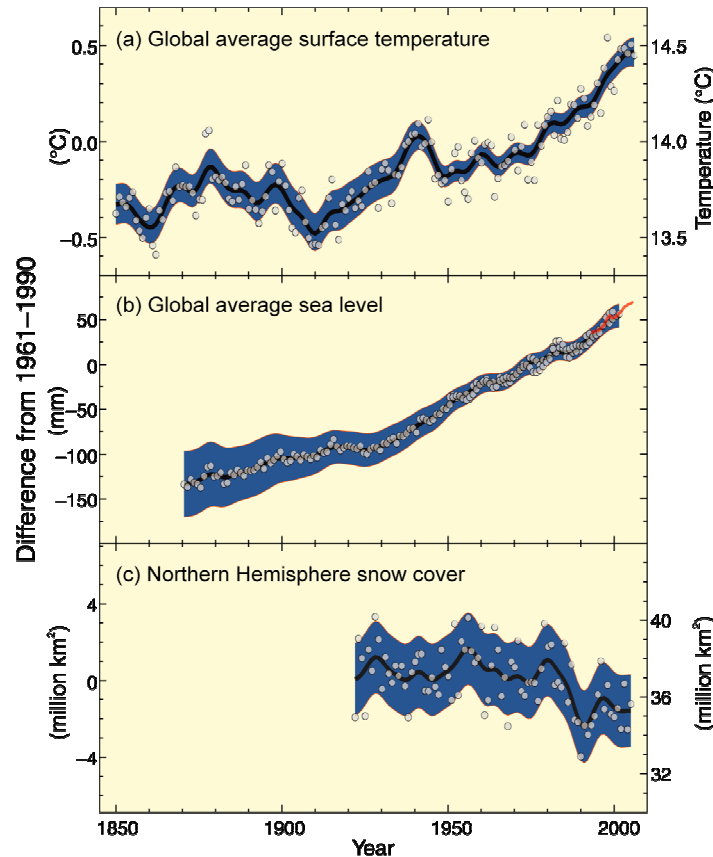 Difference from 1961–1990
(a) Global average surface temperature
(°C)
0.5
0.0
−0.5
14.5
14.0
13.5
Temperature (°C)
(b) Global average sea level
(mm)
50
0
−50
−100
−150
(c) Northern Hemisphere snow cover
(million km²)
4
0
−4
40
36
32
(million km²)
1850
1900
1950
2000
Year